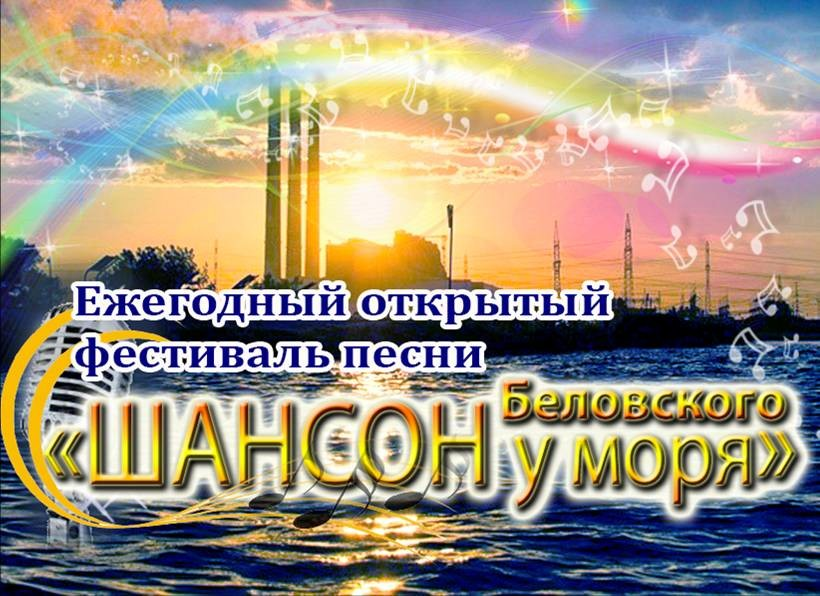 Ежегодный открытый
фестиваль песни
«ШАНСОН у Беловского моря»